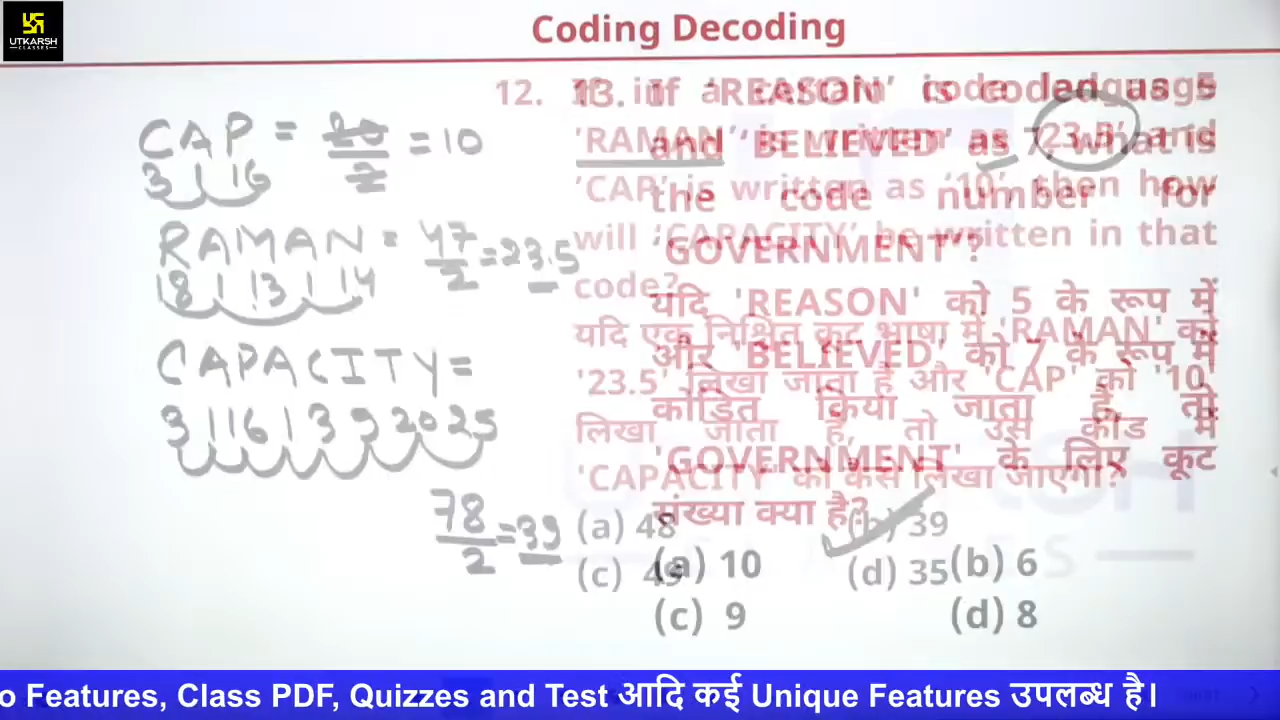 UTKARSH
CLASSES
Coding Decoding
CAP = 20/2 = 10
3 1 16
RAMAN = 47/2 = 23.5
18 1 13 1 14
CAPACITY =
3 1 16 1 3 9 20 25
78/2 = 39
12. If in a certain code language
'RAMAN' is written as '23.5' and
'CAP' is written as '10', then how
will 'CAPACITY' be written in that
code?
यदि एक निश्चित कूट भाषा में 'RAMAN' को
'23.5' लिखा जाता है और 'CAP' को '10'
लिखा जाता है, तो उस कोड में
'CAPACITY' को कैसे लिखा जाएगा?
(a) 48 (b) 39
(c) 49 (d) 35
13. If 'REASON' is coded as 5
and 'BELIEVED' as 7, what is
the code number for
'GOVERNMENT'?
यदि 'REASON' को 5 के रूप में
और 'BELIEVED' को 7 के रूप में
कोडित किया जाता है, तो
'GOVERNMENT' के लिए कूट
संख्या क्या है?
(a) 10 (b) 6
(c) 9 (d) 8
o Features, Class PDF, Quizzes and Test आदि कई Unique Features उपलब्ध है।